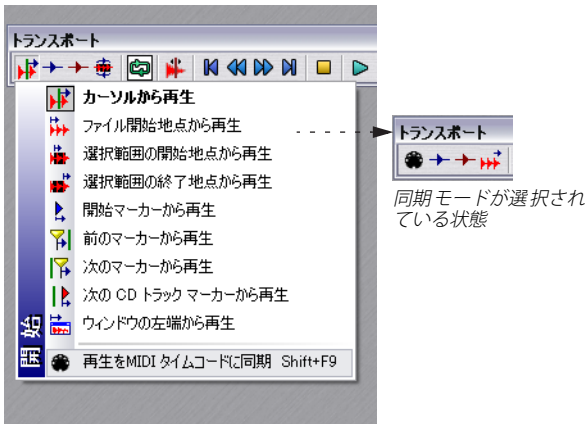 トランスポート
カーソルから再生
ファイル開始地点から再生
選択範囲の開始地点から再生
選択範囲の終了地点から再生
開始マーカーから再生
前のマーカーから再生
次のマーカーから再生
次の CD トラック マーカーから再生
ウィンドウの左端から再生
再生をMIDI タイムコードに同期 Shift+F9
開始
トランスポート
同期モードが選択され
ている状態